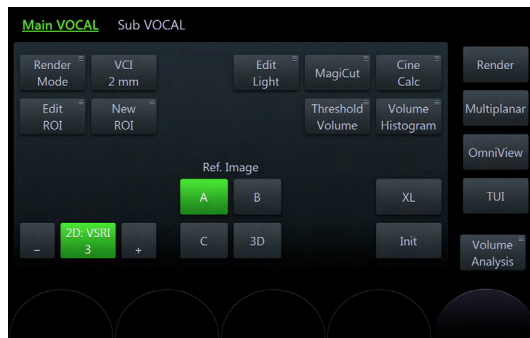 Main VOCAL Sub VOCAL
Render Mode
VCI 2 mm
Edit Light
MagiCut
Cine Calc
Render
Edit ROI
New ROI
Threshold Volume
Volume Histogram
Multiplanar
OmniView
Ref. Image
A B XL TUI
2D: VSRI
− 3 + C 3D Init
Volume Analysis